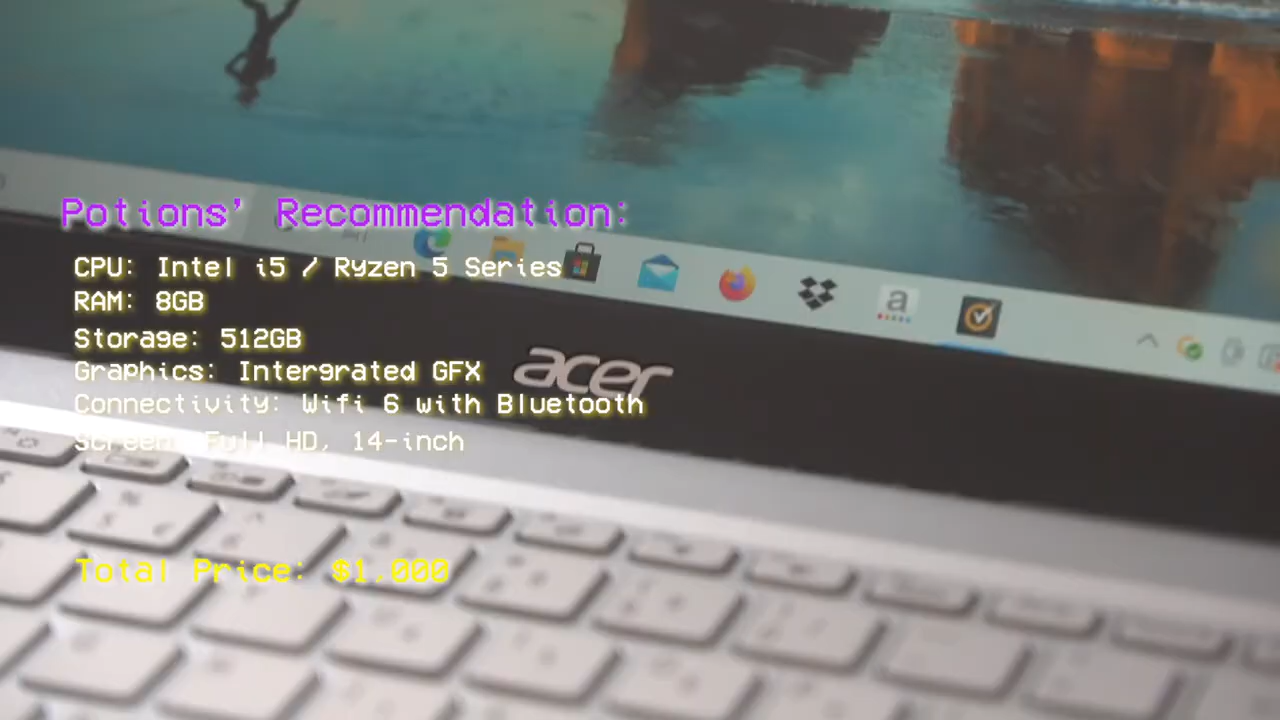 Potions' Recommendation:
CPU: Intel i5 / Ryzen 5 Series
RAM: 8GB
Storage: 512GB
Graphics: Intergrated GFX
acer
Connectivity: Wifi 6 with Bluetooth
Screen: Full HD, 14-inch
Total Price: $1,000